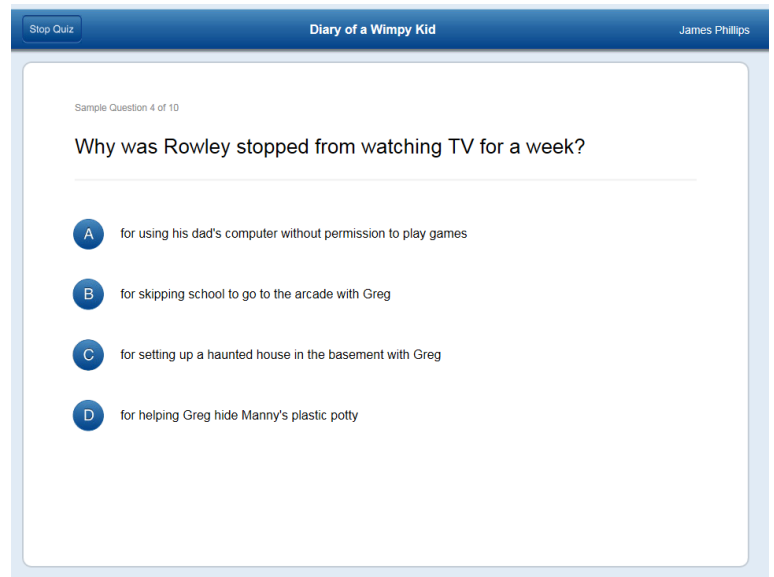 Stop Quiz
Diary of a Wimpy Kid
James Phillips
Sample Question 4 of 10
Why was Rowley stopped from watching TV for a week?
A for using his dad's computer without permission to play games
B for skipping school to go to the arcade with Greg
C for setting up a haunted house in the basement with Greg
D for helping Greg hide Manny's plastic potty